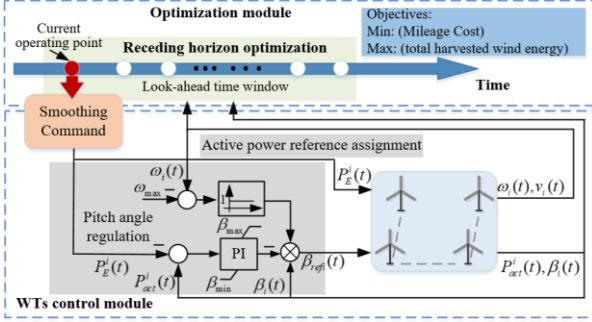 Optimization module
Objectives:
Min: (Mileage Cost)
Max: (total harvested wind energy)
Current
operating point
Receding horizon optimization
Look-ahead time window
Time
Smoothing
Command
Active power reference assignment
ω_i(t)
P_E^i(t)
ω_max
1
ω_i(t),v_i(t)
Pitch angle
regulation
β_max
PI
β_refi(t)
P_E^i(t)
P_act^i(t)
β_min
β_i(t)
P_act^i(t),β_i(t)
WTs control module